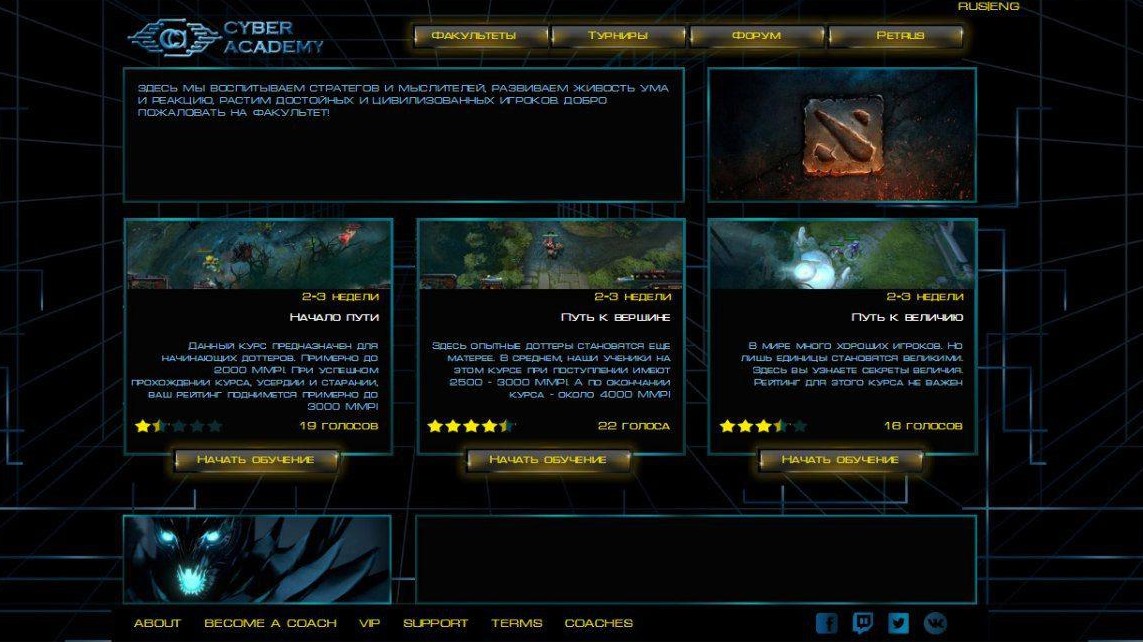 RUS|ENG
CYBER
ACADEMY
Факультеты
Турниры
Форум
Petrus
ЗДЕСЬ МЫ ВОСПИТЫВАЕМ СТРАТЕГОВ И МЫСЛИТЕЛЕЙ, РАЗВИВАЕМ ЖИВОСТЬ УМА
И РЕАКЦИЮ, РАСТИМ ДОСТОЙНЫХ И ЦИВИЛИЗОВАННЫХ ИГРОКОВ. ДОБРО
ПОЖАЛОВАТЬ НА ФАКУЛЬТЕТ!
2-3 недели
Начало пути
Данный курс предназначен для
начинающих доттеров. Примерно до
2000 ММР!. При успешном
прохождении курса, усердии и старании,
ваш рейтинг поднимется примерно до
3000 ММР!
19 голосов
Начать обучение
2-3 недели
Путь к вершине
Здесь опытные доттеры становятся еще
матерее. В среднем, наши ученики на
этом курсе при поступлении имеют
2500 - 3000 ММР!. А по окончании
курса - около 4000 ММР!
22 голоса
Начать обучение
2-3 недели
Путь к величию
В мире много хороших игроков. Но
лишь единицы становятся великими.
Здесь вы узнаете секреты величия.
Рейтинг для этого курса не важен
16 голосов
Начать обучение
ABOUT
BECOME A COACH
VIP
SUPPORT
TERMS
COACHES